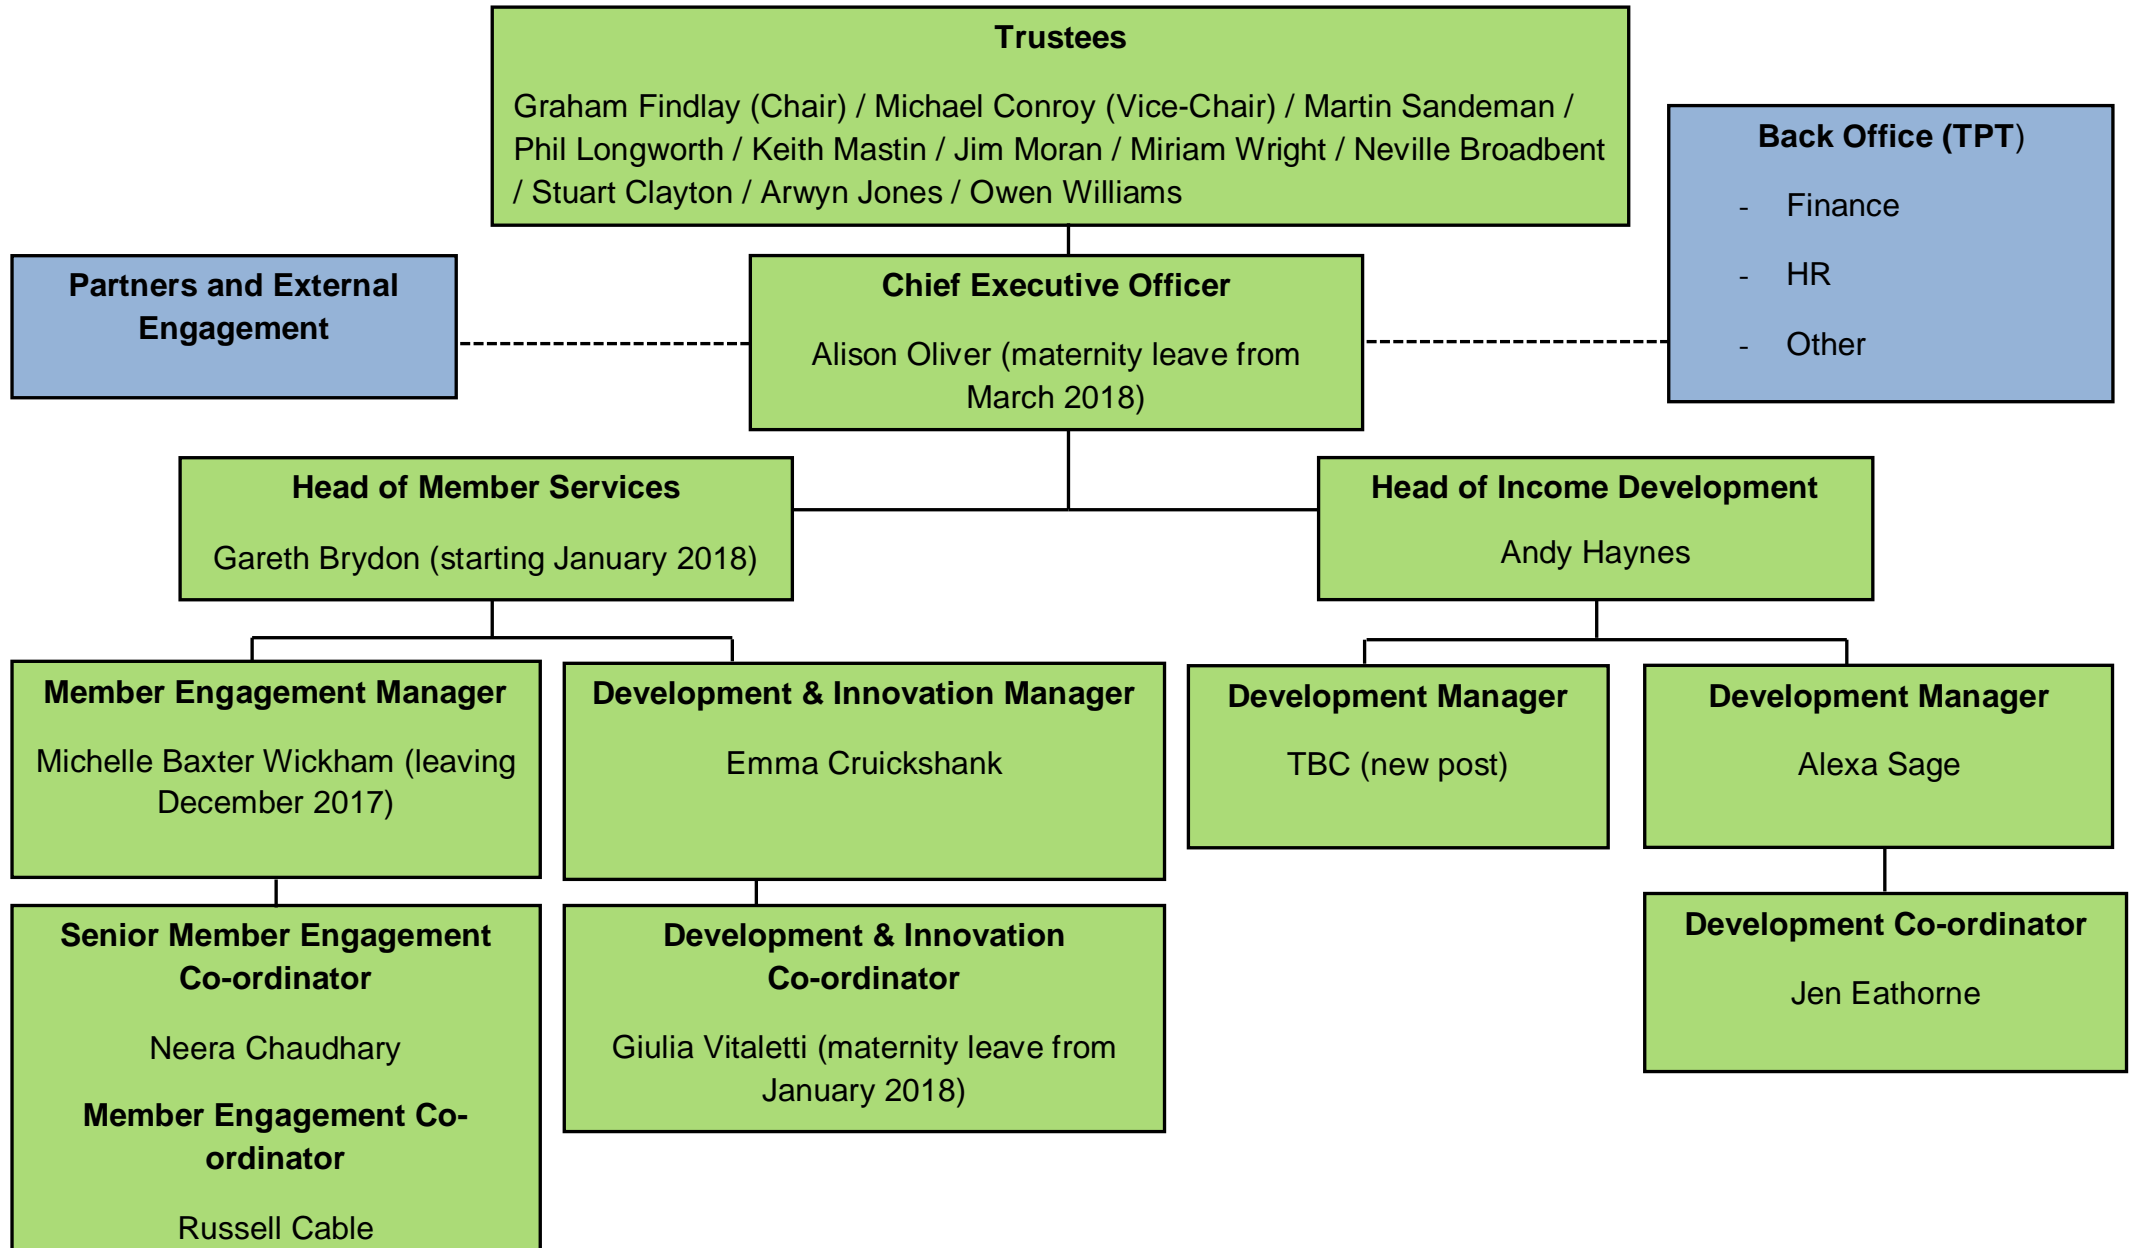 Trustees
Graham Findlay (Chair) / Michael Conroy (Vice-Chair) / Martin Sandeman /
Phil Longworth / Keith Mastin / Jim Moran / Miriam Wright / Neville Broadbent
/ Stuart Clayton / Arwyn Jones / Owen Williams
Back Office (TPT)
- Finance
- HR
- Other
Partners and External
Engagement
Chief Executive Officer
Alison Oliver (maternity leave from
March 2018)
Head of Member Services
Gareth Brydon (starting January 2018)
Head of Income Development
Andy Haynes
Member Engagement Manager
Michelle Baxter Wickham (leaving
December 2017)
Development & Innovation Manager
Emma Cruickshank
Development Manager
TBC (new post)
Development Manager
Alexa Sage
Senior Member Engagement
Co-ordinator
Neera Chaudhary
Member Engagement Co-
ordinator
Russell Cable
Development & Innovation
Co-ordinator
Giulia Vitaletti (maternity leave from
January 2018)
Development Co-ordinator
Jen Eathorne